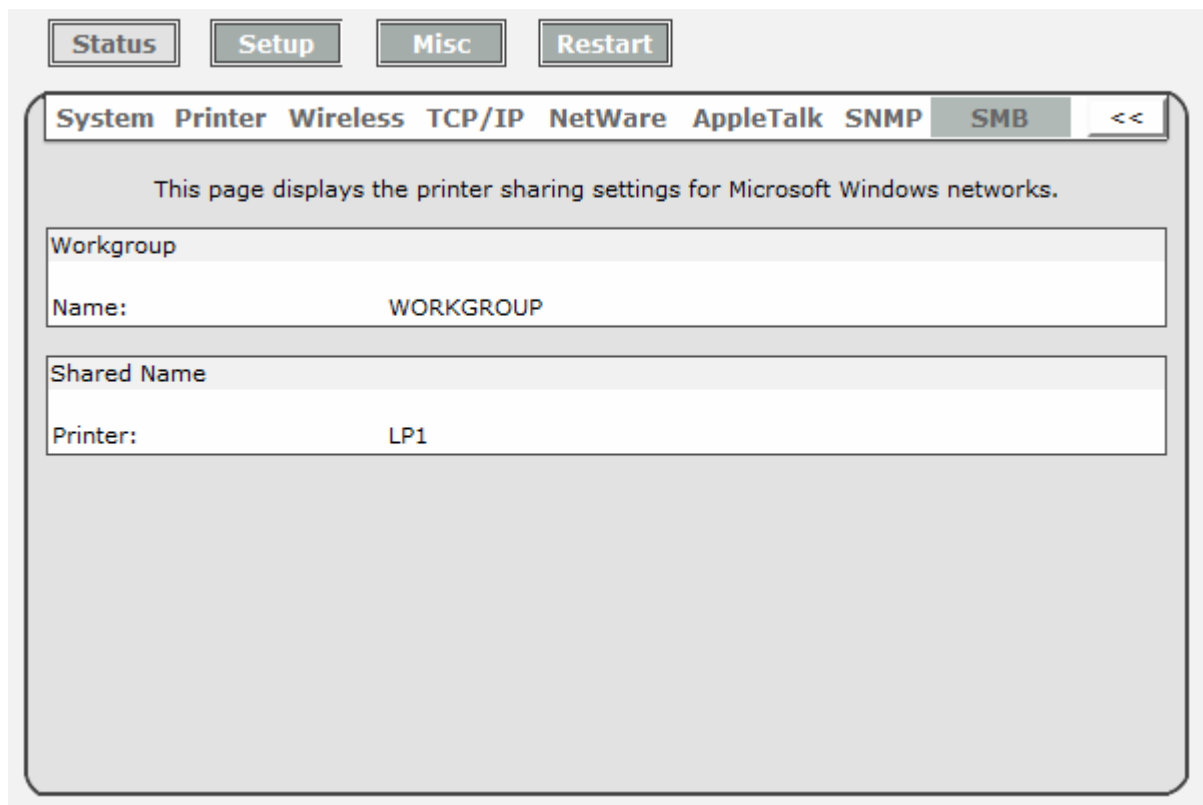 Status Setup Misc Restart
System Printer Wireless TCP/IP NetWare AppleTalk SNMP SMB <<
This page displays the printer sharing settings for Microsoft Windows networks.
Workgroup
Name: WORKGROUP
Shared Name
Printer: LP1